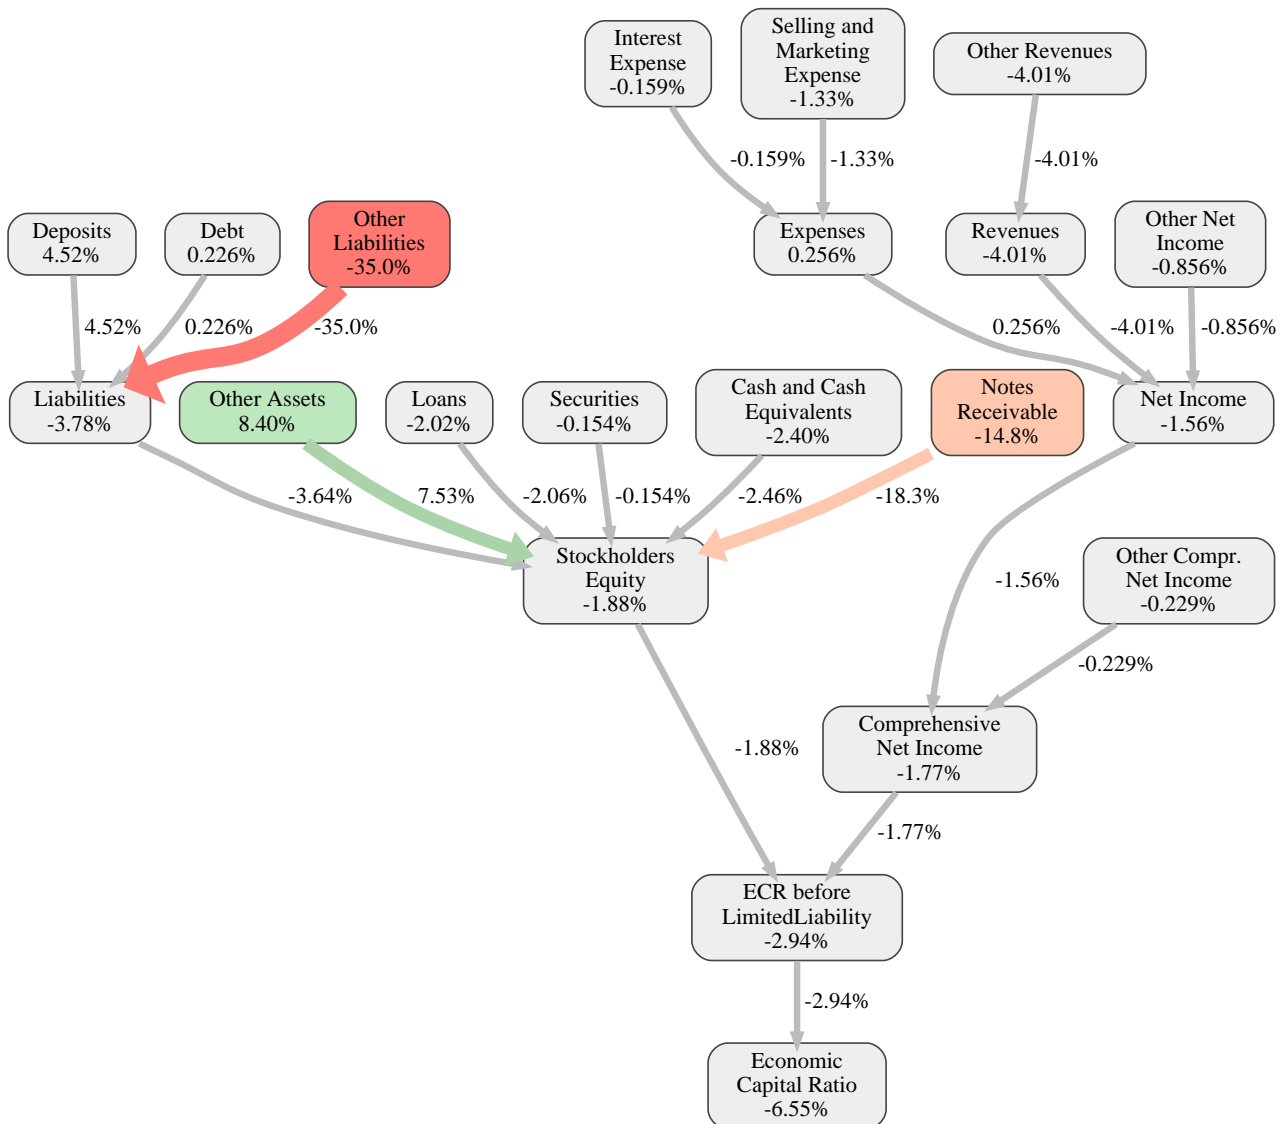 Interest
Expense
-0.159%
Selling and
Marketing
Expense
-1.33%
Other Revenues
-4.01%
-0.159%
-1.33%
-4.01%
Deposits
4.52%
Debt
0.226%
Other
Liabilities
-35.0%
Expenses
0.256%
Revenues
-4.01%
Other Net
Income
-0.856%
4.52%
0.226%
-35.0%
0.256%
-4.01%
-0.856%
Liabilities
-3.78%
Other Assets
8.40%
Loans
-2.02%
Securities
-0.154%
Cash and Cash
Equivalents
-2.40%
Notes
Receivable
-14.8%
Net Income
-1.56%
-3.64%
7.53%
-2.06%
-0.154%
-2.46%
-18.3%
Stockholders
Equity
-1.88%
-1.56%
Other Compr.
Net Income
-0.229%
-0.229%
Comprehensive
Net Income
-1.77%
-1.88%
-1.77%
ECR before
LimitedLiability
-2.94%
-2.94%
Economic
Capital Ratio
-6.55%